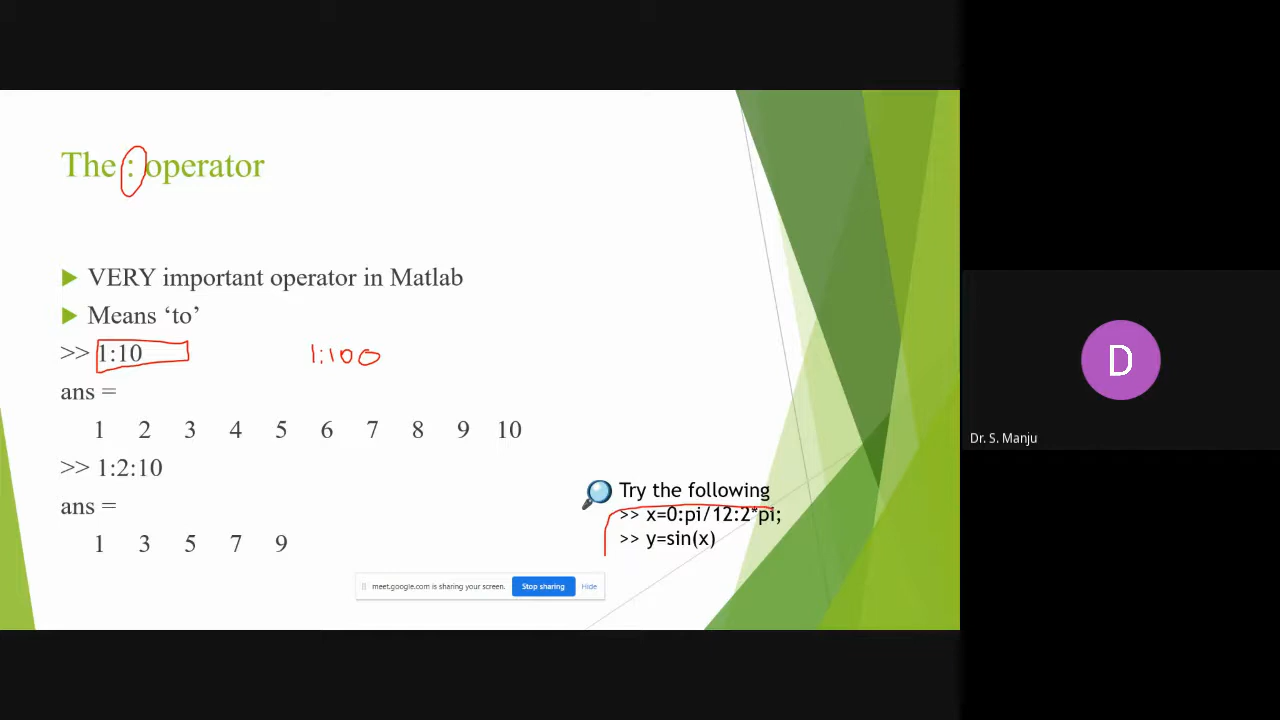 The : operator
VERY important operator in Matlab
Means ‘to’
>> 1:10 1:100
ans =
1 2 3 4 5 6 7 8 9 10
>> 1:2:10
ans =
1 3 5 7 9
Try the following
>> x=0:pi/12:2*pi;
>> y=sin(x)
meet.google.com is sharing your screen. Stop sharing Hide
D
Dr. S. Manju